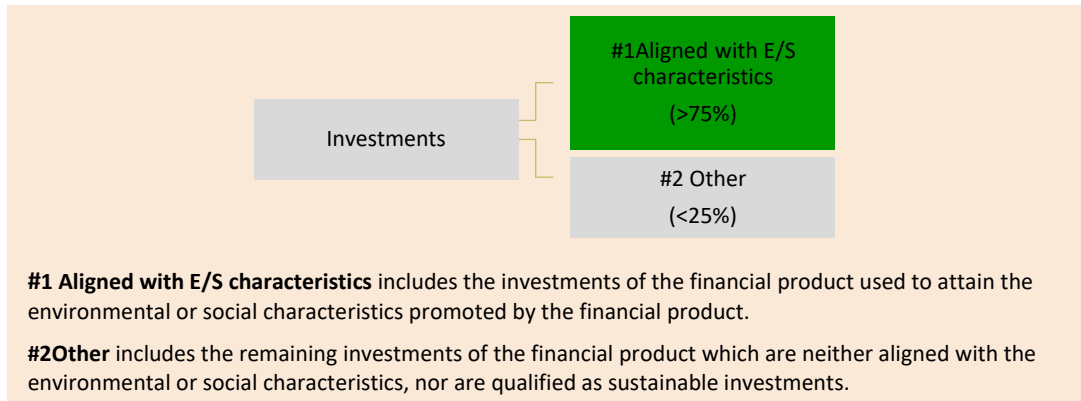 #1Aligned with E/S
characteristics
(>75%)
Investments
#2 Other
(<25%)
#1 Aligned with E/S characteristics includes the investments of the financial product used to attain the
environmental or social characteristics promoted by the financial product.
#2Other includes the remaining investments of the financial product which are neither aligned with the
environmental or social characteristics, nor are qualified as sustainable investments.